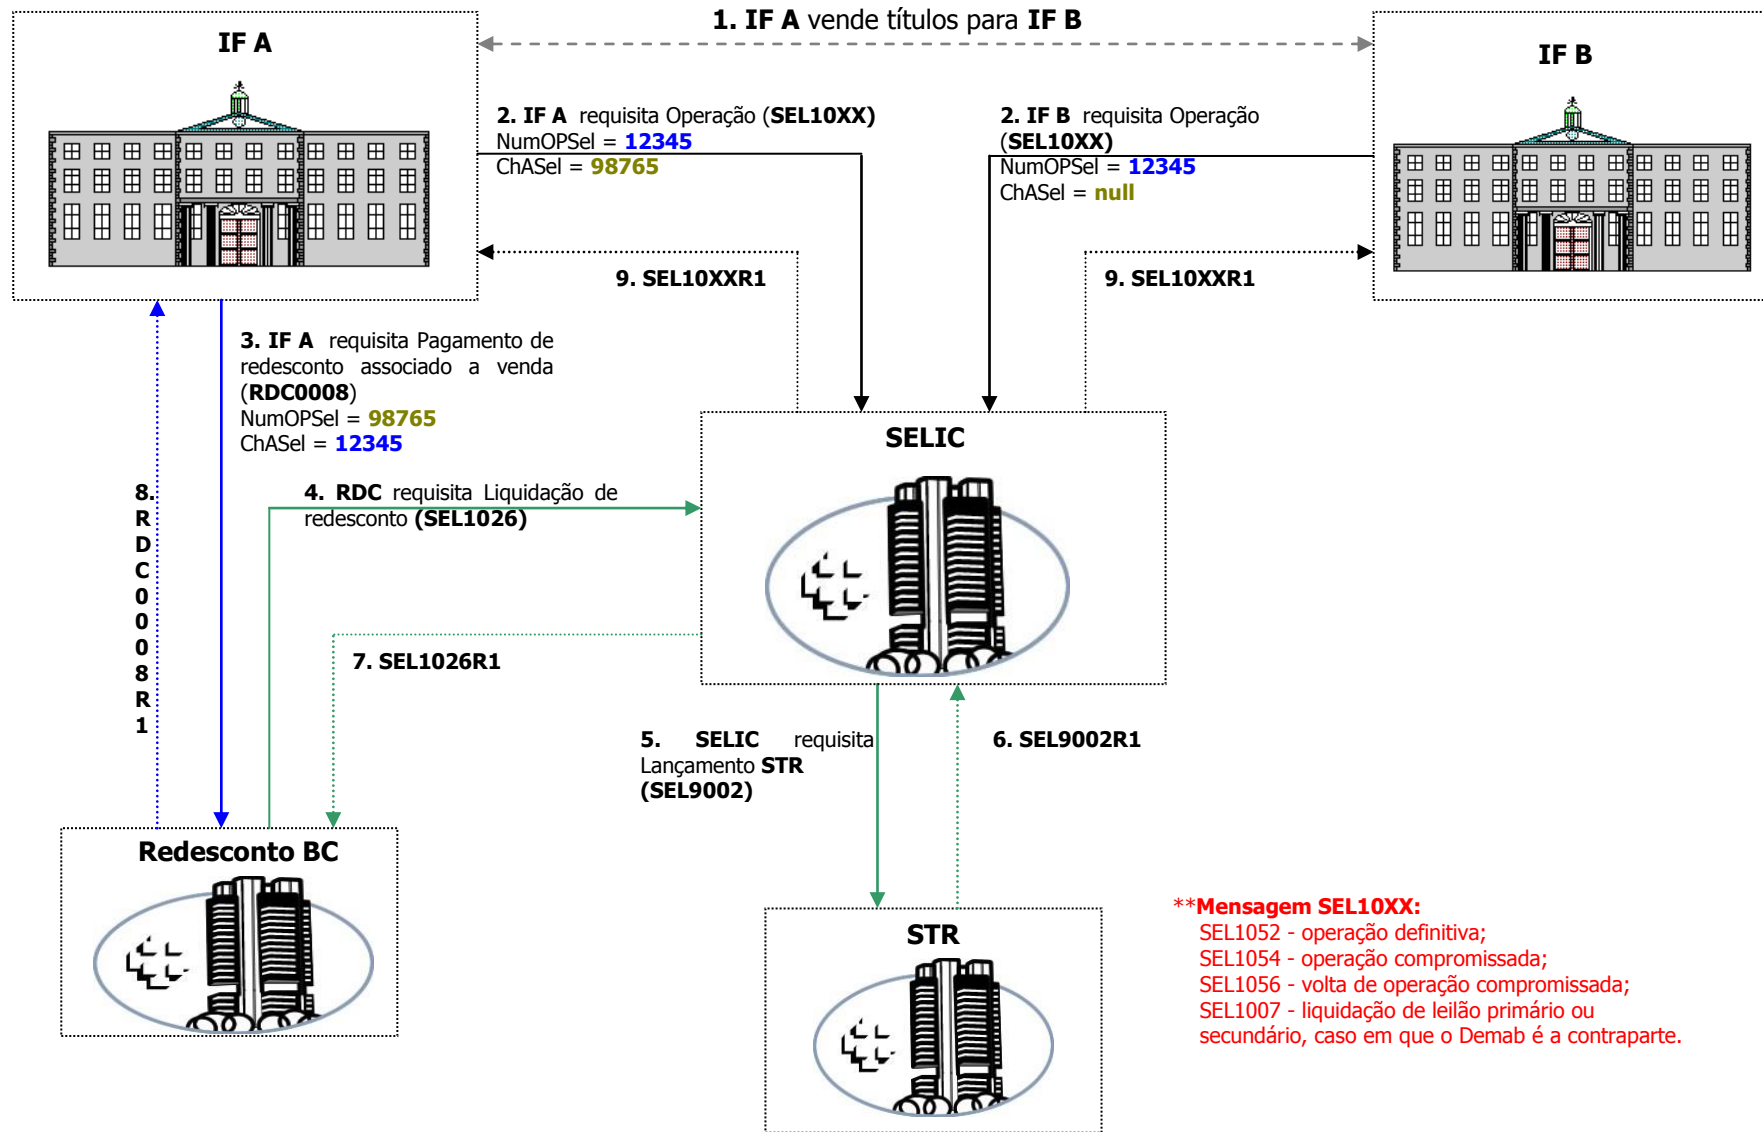 1. IF A vende títulos para IF B
IF A
IF B
2. IF A requisita Operação (SEL10XX)
NumOPSel = 12345
ChASel = 98765
2. IF B requisita Operação
(SEL10XX)
NumOPSel = 12345
ChASel = null
9. SEL10XXR1
9. SEL10XXR1
3. IF A requisita Pagamento de
redesconto associado a venda
(RDC0008)
NumOPSel = 98765
ChASel = 12345
SELIC
8.
R
D
C
0
0
0
8
R
1
4. RDC requisita Liquidação de
redesconto (SEL1026)
7. SEL1026R1
5. SELIC requisita
Lançamento STR
(SEL9002)
6. SEL9002R1
Redesconto BC
STR
**Mensagem SEL10XX:
SEL1052 - operação definitiva;
SEL1054 - operação compromissada;
SEL1056 - volta de operação compromissada;
SEL1007 - liquidação de leilão primário ou
secundário, caso em que o Demab é a contraparte.